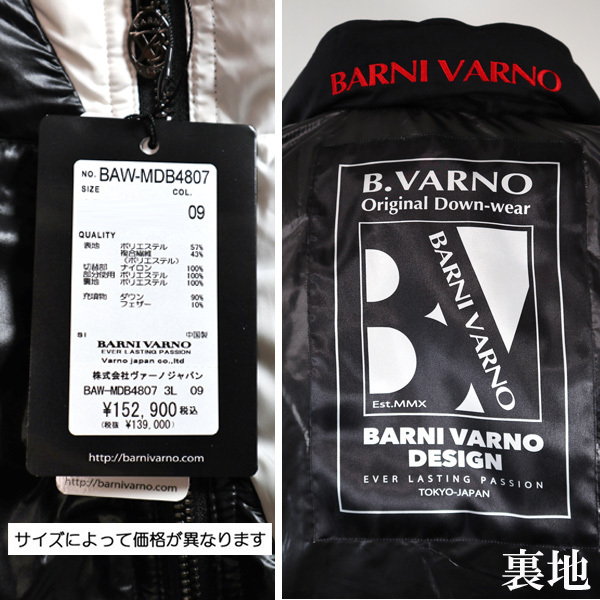 NO. BAW-MDB4807
SIZE COL.
09
QUALITY
表地 ポリエステル 57%
複合繊維 43%
(ポリエステル)
切替部 ナイロン 100%
部分使用 ポリエステル 100%
裏地 ポリエステル 100%
充填物 ダウン 90%
フェザー 10%
SI 中国製
BARNI VARNO
EVER LASTING PASSION
Varno japan co.,ltd
株式会社ヴァーノジャパン
BAW-MDB4807 3L 09
¥152,900税込
(税抜 ¥139,000)
http://barnivarno.com
http://barnivarno.com
サイズによって価格が異なります
BARNI VARNO
B.VARNO
Original Down-wear
BV
BARNI VARNO
Est.MMX
BARNI VARNO
DESIGN
EVER LASTING PASSION
TOKYO-JAPAN
裏地